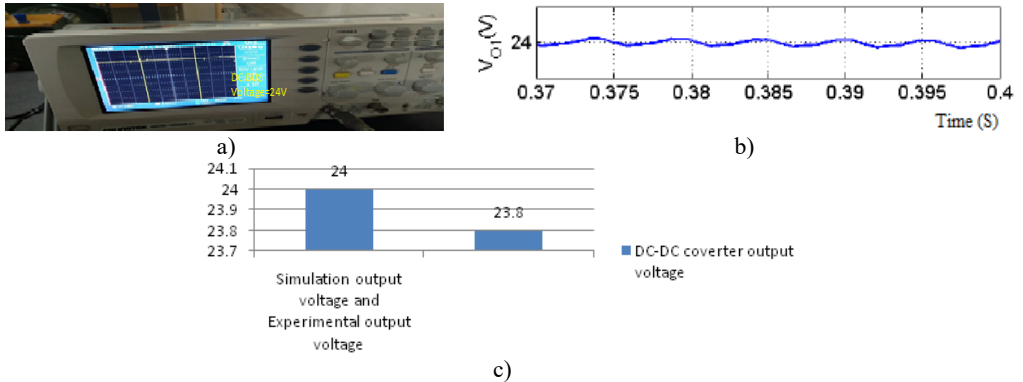 DC-BUS
Voltage=24V
a)
V_O1(V)
24
0.37 0.375 0.38 0.385 0.39 0.395 0.4
Time (S)
b)
24.1
24
23.9
23.8
23.7
24
23.8
Simulation output
voltage and
Experimental output
voltage
DC-DC coverter output
voltage
c)